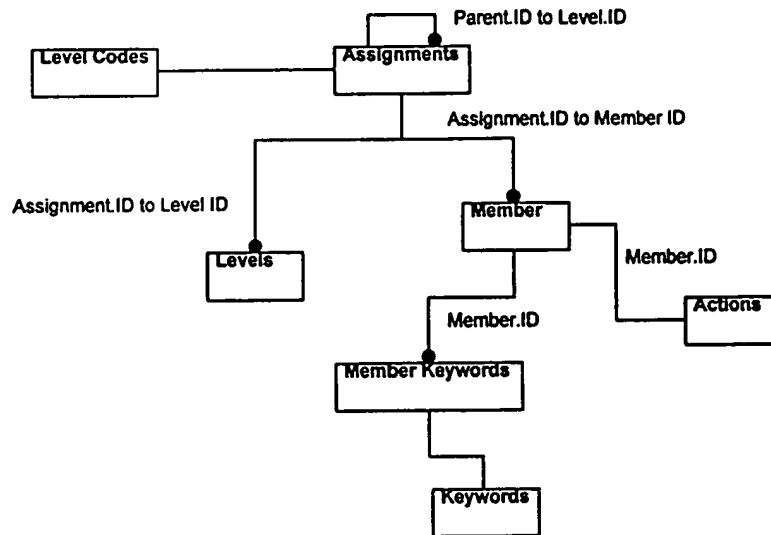 Parent.ID to Level.ID
Level Codes
Assignments
Assignment.ID to Member ID
Assignment.ID to Level ID
Member
Levels
Member.ID
Actions
Member.ID
Member Keywords
Keywords